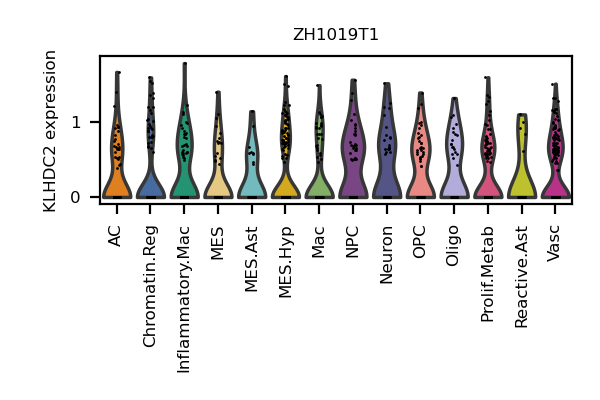 ZH1019T1
KLHDC2 expression
1
0
AC
Chromatin.Reg
Inflammatory.Mac
MES
MES.Ast
MES.Hyp
Mac
NPC
Neuron
OPC
Oligo
Prolif.Metab
Reactive.Ast
Vasc